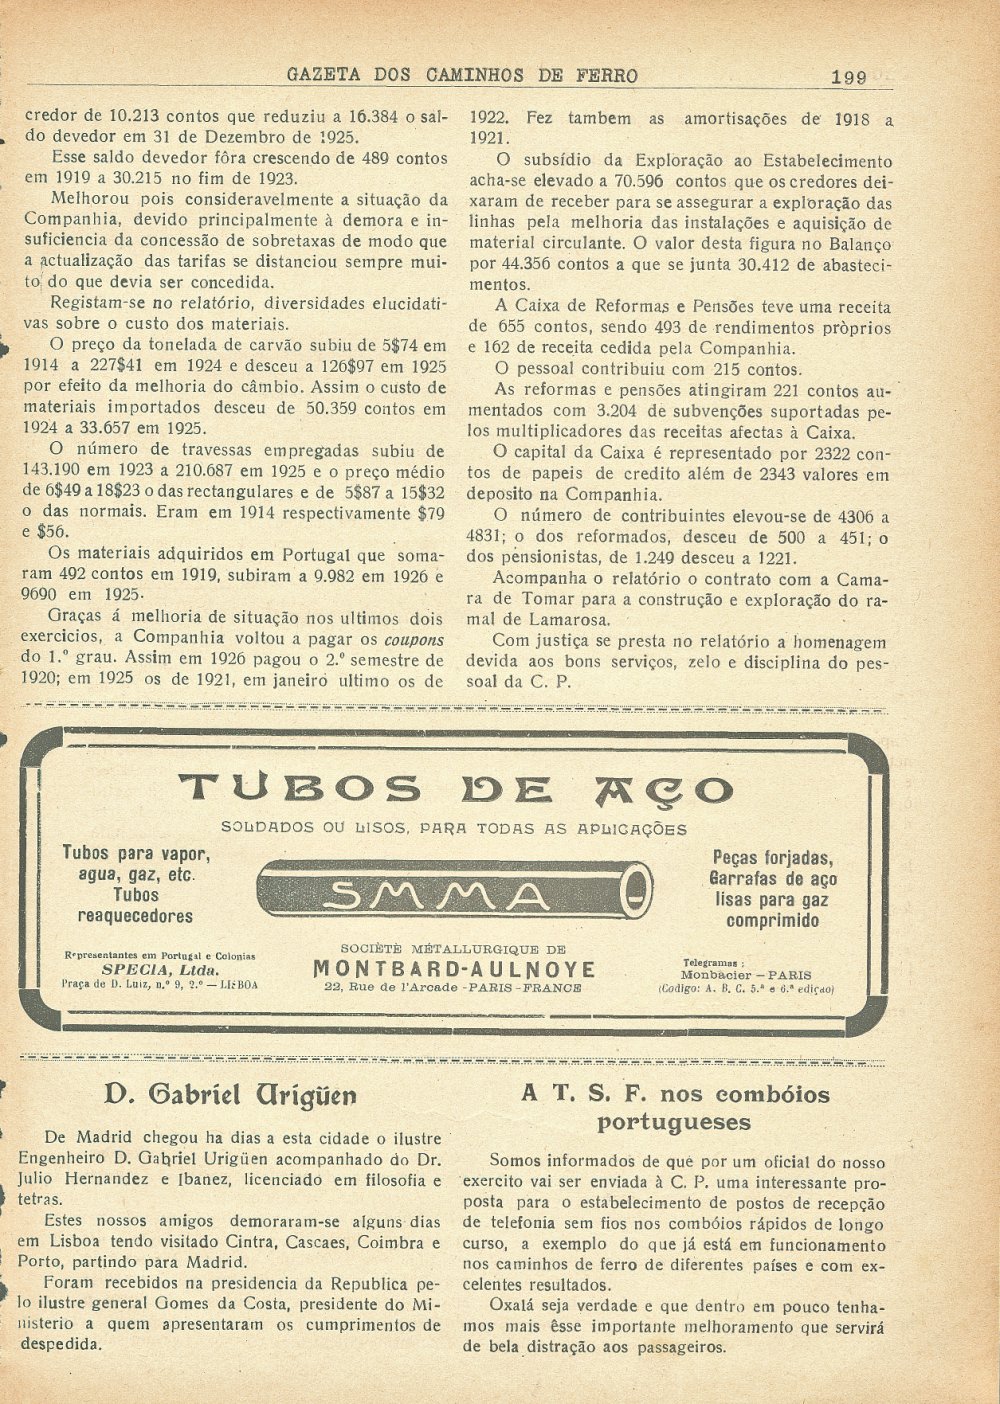 GAZETA DOS CAMINHOS DE FERRO 199
credor de 10.213 contos que reduziu a 16.384 o sal-
do devedor em 31 de Dezembro de 1925.
Esse saldo devedor fôra crescendo de 489 contos
em 1919 a 30.215 no fim de 1923.
Melhorou pois consideravelmente a situação da
Companhia, devido principalmente à demora e in-
suficiencia da concessão de sobretaxas de modo que
a actualização das tarifas se distanciou sempre mui-
to do que devia ser concedida.
Registam-se no relatório, diversidades elucidati-
vas sobre o custo dos materiais.
O preço da tonelada de carvão subiu de 5$74 em
1914 a 227$41 em 1924 e desceu a 126$97 em 1925
por efeito da melhoria do câmbio. Assim o custo de
materiais importados desceu de 50.359 contos em
1924 a 33.657 em 1925.
O número de travessas empregadas subiu de
143.190 em 1923 a 210.687 em 1925 e o preço médio
de 6$49 a 18$23 o das rectangulares e de 5$87 a 15$32
o das normais. Eram em 1914 respectivamente $79
e $56.
Os materiais adquiridos em Portugal que soma-
ram 492 contos em 1919, subiram a 9.982 em 1926 e
9690 em 1925.
Graças á melhoria de situação nos ultimos dois
exercicios, a Companhia voltou a pagar os coupons
do 1.º grau. Assim em 1926 pagou o 2.º semestre de
1920; em 1925 os de 1921, em janeiro ultimo os de
1922. Fez tambem as amortisações de 1918 a
1921.
O subsídio da Exploração ao Estabelecimento
acha-se elevado a 70.596 contos que os credores dei-
xaram de receber para se assegurar a exploração das
linhas pela melhoria das instalações e aquisição de
material circulante. O valor desta figura no Balanço
por 44.356 contos a que se junta 30.412 de abasteci-
mentos.
A Caixa de Reformas e Pensões teve uma receita
de 655 contos, sendo 493 de rendimentos pròprios
e 162 de receita cedida pela Companhia.
O pessoal contribuiu com 215 contos.
As reformas e pensões atingiram 221 contos au-
mentados com 3.204 de subvenções suportadas pe-
los multiplicadores das receitas afectas à Caixa.
O capital da Caixa é representado por 2322 con-
tos de papeis de credito além de 2343 valores em
deposito na Companhia.
O número de contribuintes elevou-se de 4306 a
4831; o dos reformados, desceu de 500 a 451; o
dos pensionistas, de 1.249 desceu a 1221.
Acompanha o relatório o contrato com a Cama-
ra de Tomar para a construção e exploração do ra-
mal de Lamarosa.
Com justiça se presta no relatório a homenagem
devida aos bons serviços, zelo e disciplina do pes-
soal da C. P.
TUBOS DE AÇO
SOLDADOS OU LISOS, PARA TODAS AS APLICAÇÕES
Tubos para vapor,
agua, gaz, etc.
Tubos
reaquecedores
SMMA
Peças forjadas,
Garrafas de aço
lisas para gaz
comprimido
Representantes em Portugal e Colonias
SPECIA, Ltda.
Praça de D. Luiz, n.º 9, 2.º — LISBOA
SOCIÈTÈ MÉTALLURGIQUE DE
MONTBARD-AULNOYE
22, Rue de l'Arcade - PARIS - FRANCE
Telegramas:
Monbacier — PARIS
(Codigo: A. B. C. 5.ª e 6.ª edição)
D. Gabriel Urigüen
De Madrid chegou ha dias a esta cidade o ilustre
Engenheiro D. Gabriel Urigüen acompanhado do Dr.
Julio Hernandez e Ibanez, licenciado em filosofia e
tetras.
Estes nossos amigos demoraram-se alguns dias
em Lisboa tendo visitado Cintra, Cascaes, Coimbra e
Porto, partindo para Madrid.
Foram recebidos na presidencia da Republica pe-
lo ilustre general Gomes da Costa, presidente do Mi-
nisterio a quem apresentaram os cumprimentos de
despedida.
A T. S. F. nos combóios
portugueses
Somos informados de que por um oficial do nosso
exercito vai ser enviada à C. P. uma interessante pro-
posta para o estabelecimento de postos de recepção
de telefonia sem fios nos combóios rápidos de longo
curso, a exemplo do que já está em funcionamento
nos caminhos de ferro de diferentes países e com ex-
celentes resultados.
Oxalá seja verdade e que dentro em pouco tenha-
mos mais êsse importante melhoramento que servirá
de bela distração aos passageiros.